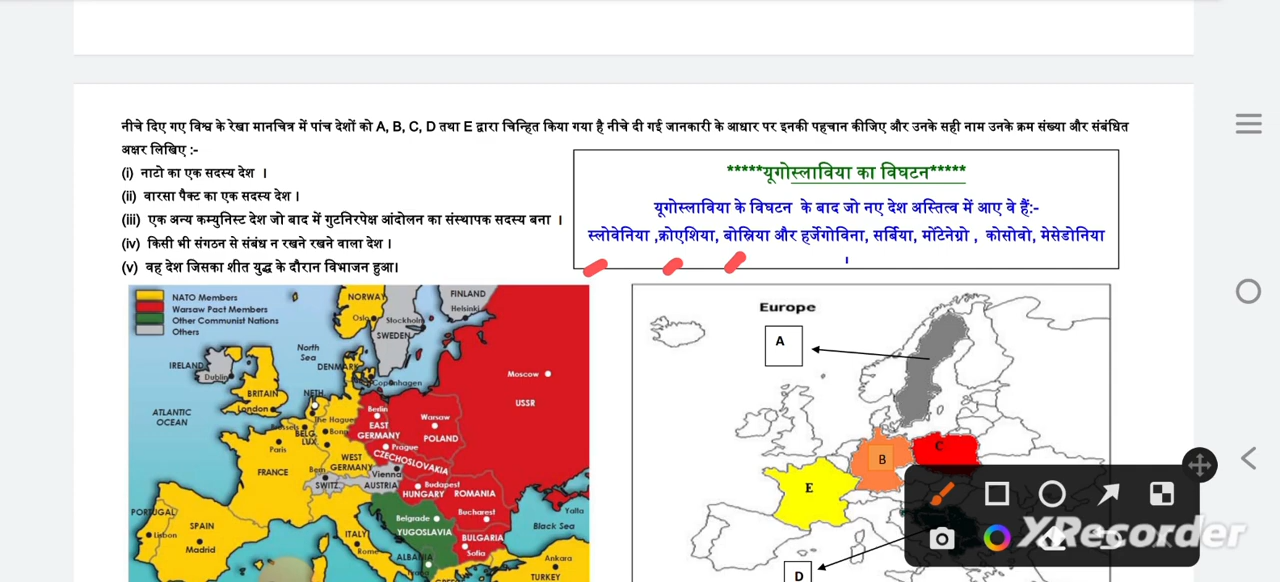 नीचे दिए गए विश्व के रेखा मानचित्र में पांच देशों को A, B, C, D तथा E द्वारा चिन्हित किया गया है नीचे दी गई जानकारी के आधार पर इनकी पहचान कीजिए और उनके सही नाम उनके क्रम संख्या और संबंधित
अक्षर लिखिए :-
(i) नाटो का एक सदस्य देश ।
(ii) वारसा पैक्ट का एक सदस्य देश।
(iii) एक अन्य कम्युनिस्ट देश जो बाद में गुटनिरपेक्ष आंदोलन का संस्थापक सदस्य बना ।
(iv) किसी भी संगठन से संबंध न रखने रखने वाला देश।
(v) वह देश जिसका शीत युद्ध के दौरान विभाजन हुआ।
*****यूगोस्लाविया का विघटन*****
यूगोस्लाविया के विघटन के बाद जो नए देश अस्तित्व में आए वे हैं:-
स्लोवेनिया ,क्रोएशिया, बोस्निया और हर्जेगोविना, सर्बिया, मोंटेनेग्रो , कोसोवो, मेसेडोनिया
।
NATO Members
Warsaw Pact Members
Other Communist Nations
Others
NORWAY
Oslo
Stockholm
SWEDEN
FINLAND
Helsinki
North
Sea
IRELAND
Dublin
DENMARK
Copenhagen
Moscow
USSR
BRITAIN
London
NETH
The Hague
ATLANTIC
OCEAN
Brussels
BELG
LUX
Bonn
Berlin
EAST
GERMANY
Warsaw
POLAND
Prague
CZECHOSLOVAKIA
Paris
FRANCE
WEST
GERMANY
Bern
SWITZ
Vienna
AUSTRIA
Budapest
HUNGARY
ROMANIA
Bucharest
PORTUGAL
Lisbon
SPAIN
Madrid
ITALY
Rome
Belgrade
YUGOSLAVIA
BULGARIA
Sofia
ALBANIA
Yalta
Black Sea
Ankara
TURKEY
Europe
A
B
C
E
D
XRecorder